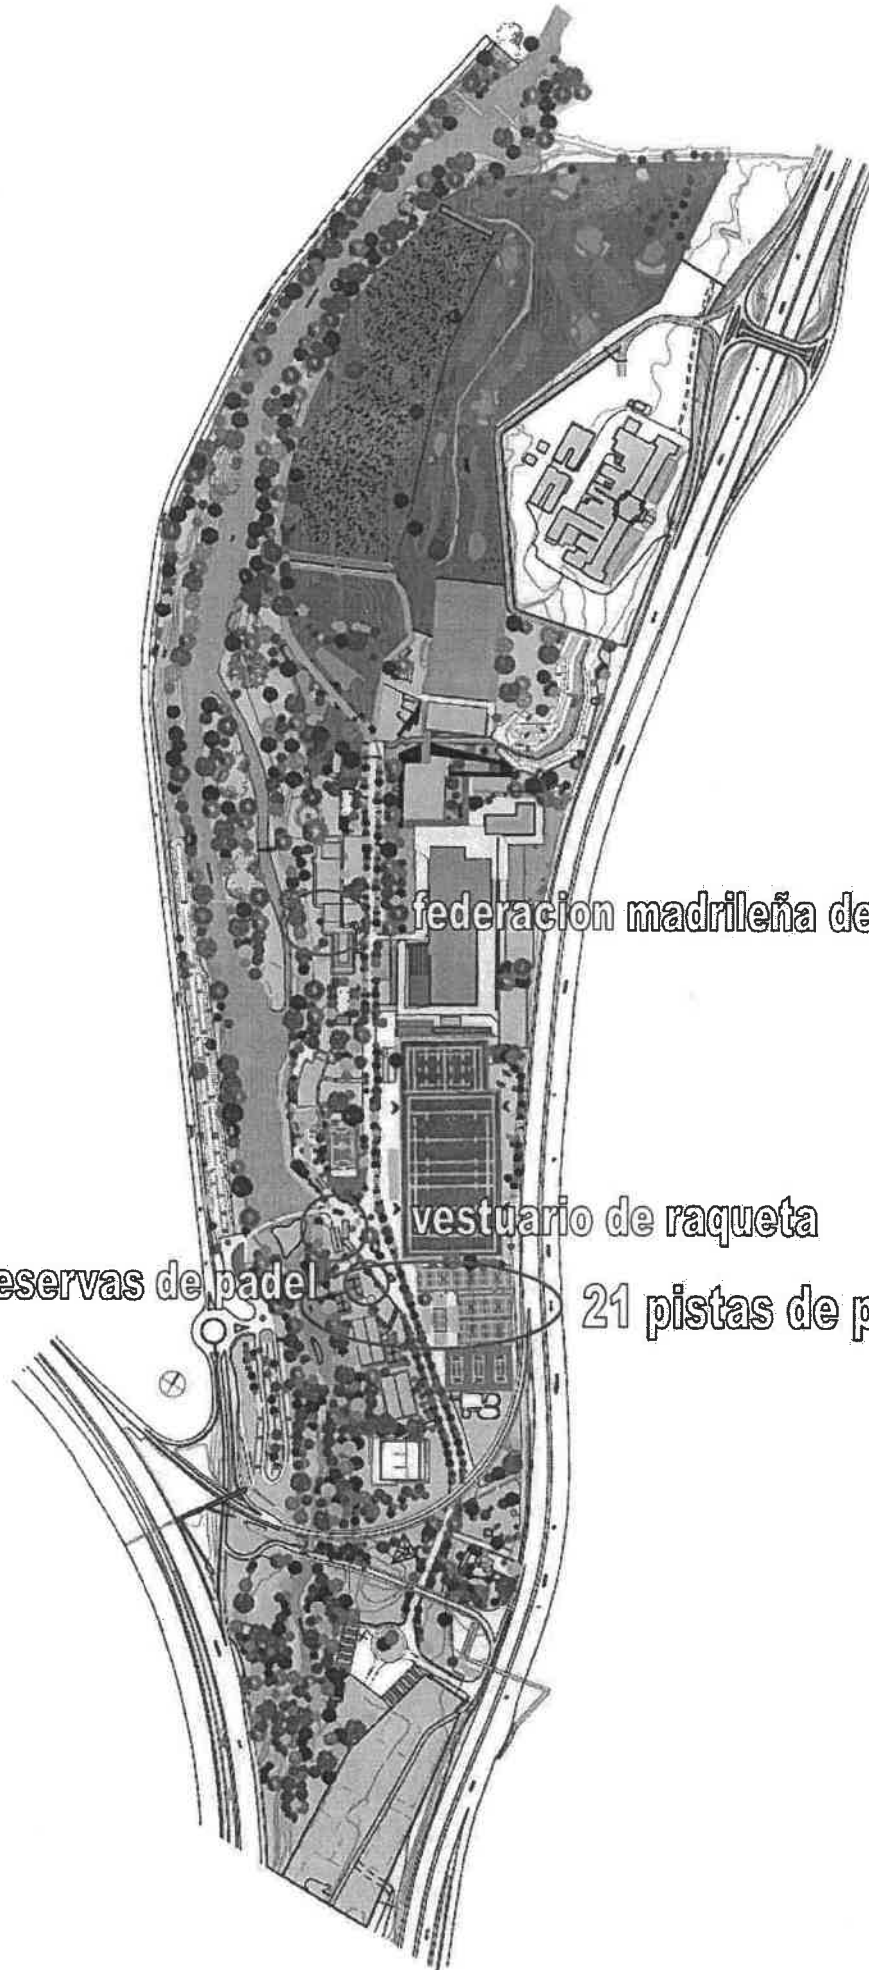 federacion madrileña de
vestuario de raqueta
eservas de padel
21 pistas de p